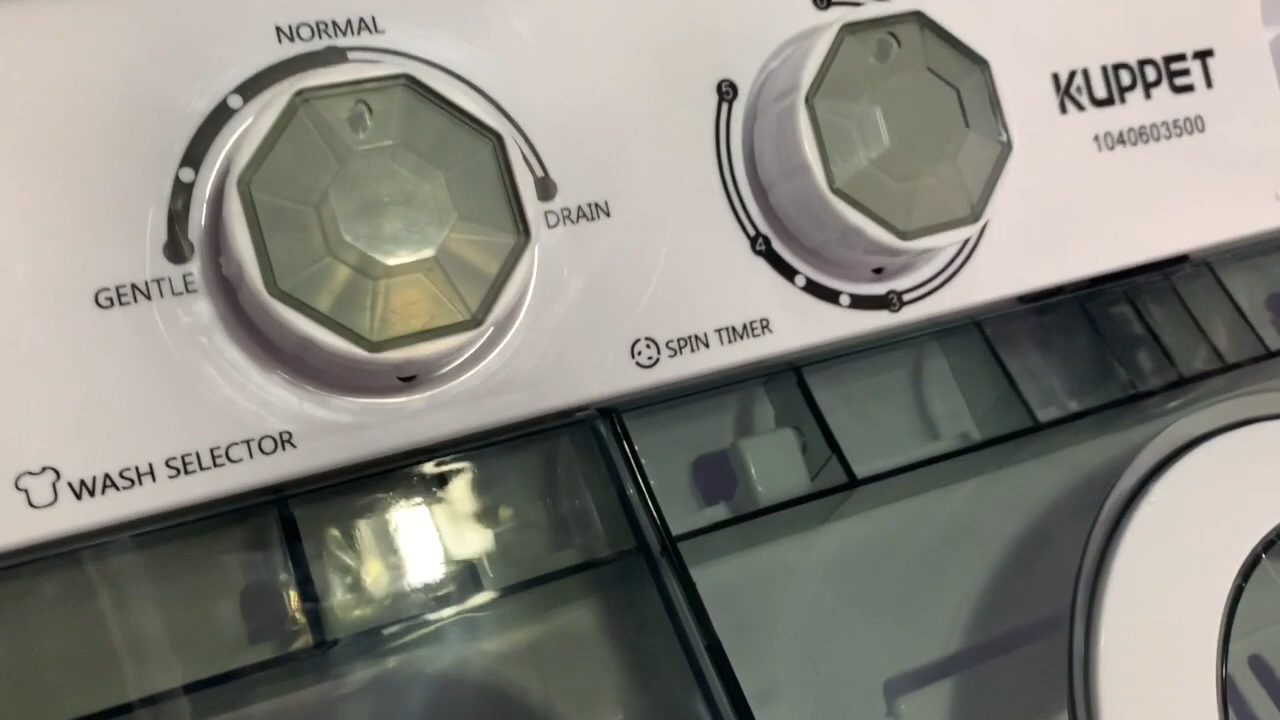 NORMAL
GENTLE
DRAIN
WASH SELECTOR
5
4
3
SPIN TIMER
KUPPET
1040603500